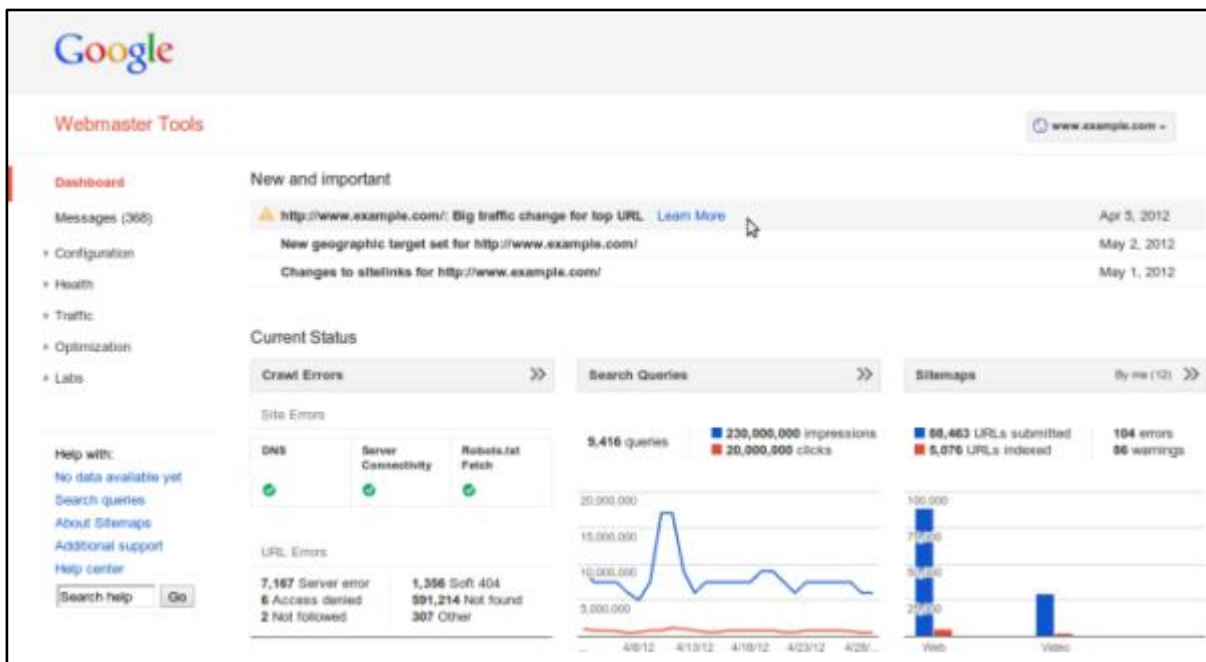 Google
Webmaster Tools
www.example.com
Dashboard
Messages (368)
Configuration
Health
Traffic
Optimization
Labs
Help with:
No data available yet
Search queries
About Sitemaps
Additional support
Help center
Search help Go
New and important
http://www.example.com/: Big traffic change for top URL Learn More Apr 5, 2012
New geographic target set for http://www.example.com/ May 2, 2012
Changes to sitelinks for http://www.example.com/ May 1, 2012
Current Status
Crawl Errors
Site Errors
DNS
Server Connectivity
Robots.txt Fetch
URL Errors
7,167 Server error
6 Access denied
2 Not followed
1,356 Soft 404
591,214 Not found
307 Other
Search Queries
9,416 queries
230,000,000 impressions
20,000,000 clicks
20,000,000
15,000,000
10,000,000
5,000,000
... 4/8/12 4/13/12 4/18/12 4/23/12 4/28/...
Sitemaps By me (12)
URLs submitted
5,076 URLs indexed
104 errors
86 warnings
100,000
Web Video